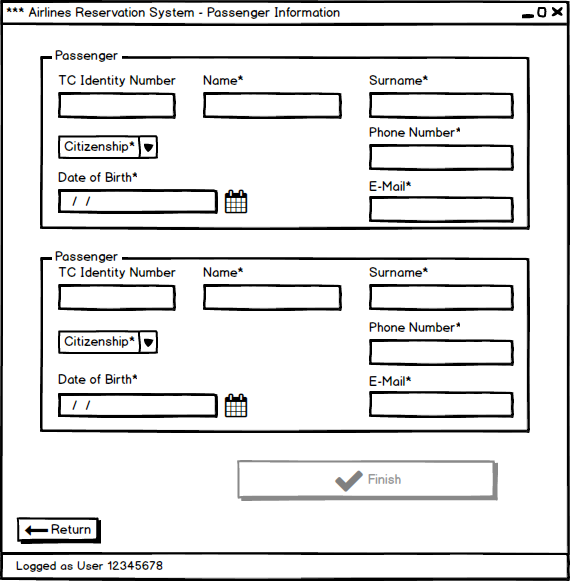 *** Airlines Reservation System - Passenger Information
Passenger
TC Identity Number Name* Surname*
Citizenship* Phone Number*
Date of Birth* E-Mail*
/ /
Passenger
TC Identity Number Name* Surname*
Citizenship* Phone Number*
Date of Birth* E-Mail*
/ /
Finish
Return
Logged as User 12345678